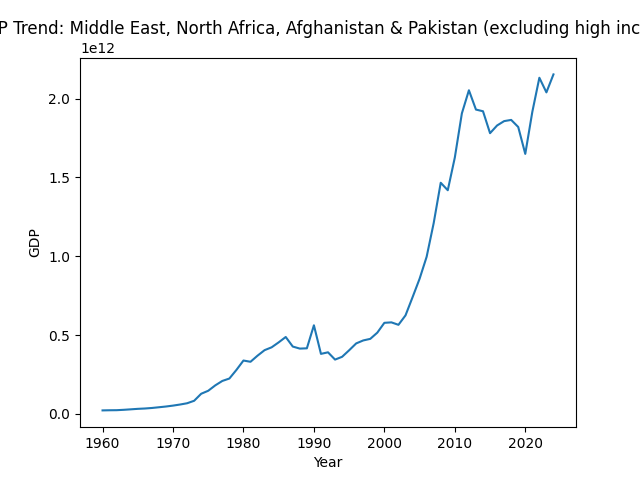 P Trend: Middle East, North Africa, Afghanistan & Pakistan (excluding high inc
1e12
2.0
1.5
1.0
0.5
0.0
GDP
1960 1970 1980 1990 2000 2010 2020
Year